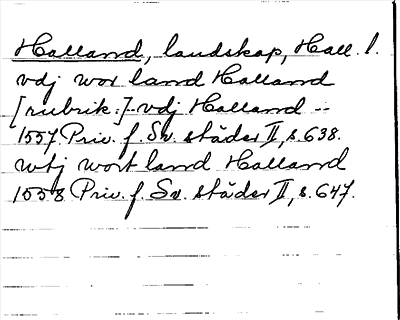 Halland, landskap, Hall. l.
vdj wor land Halland
[rubrik:] vdj Halland --
1557 Priv. f. Sv. städer II, s. 638.
wtj wort land Halland
1558 Priv. f. Sv. städer II, s. 647.